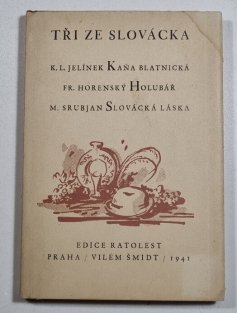 TŘI ZE SLOVÁCKA
K. L. JELÍNEK KAŇA BLATNICKÁ
FR. HORENSKÝ HOLUBÁŘ
M. SRUBJAN SLOVÁCKÁ LÁSKA
EDICE RATOLEST
PRAHA / VILÉM ŠMIDT / 1941